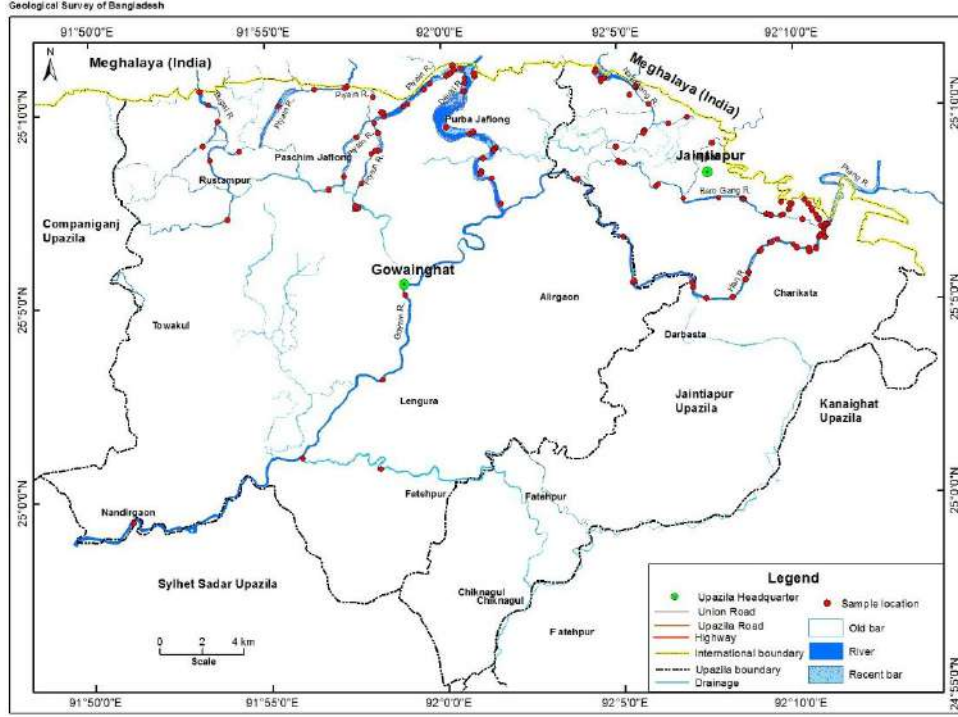 Geological Survey of Bangladesh
91°50'0"E
91°55'0"E
92°0'0"E
92°5'0"E
92°10'0"E
N
Meghalaya (India)
Meghalaya (India)
25°10'0"N
25°10'0"N
Piyain R.
Piyain R.
Piyain R.
Purba Jaflong
Paschim Jaflong
Rustampur
Jaintiapur
Baro Gang R.
Companiganj
Upazila
Gowainghat
Alirgaon
Charikata
25°5'0"N
25°5'0"N
Towakul
Darbasta
Lengura
Jaintiapur
Upazila
Kanaighat
Upazila
Fatehpur
Fatehpur
25°0'0"N
25°0'0"N
Nandirgaon
Sylhet Sadar Upazila
Chiknagul
Chiknagul
Fatehpur
0 2 4 km
Scale
Legend
Upazila Headquarter
Sample location
Union Road
Upazila Road
Old bar
Highway
International boundary
River
Upazila boundary
Recent bar
Drainage
24°55'0"N
91°50'0"E
91°55'0"E
92°0'0"E
92°5'0"E
92°10'0"E